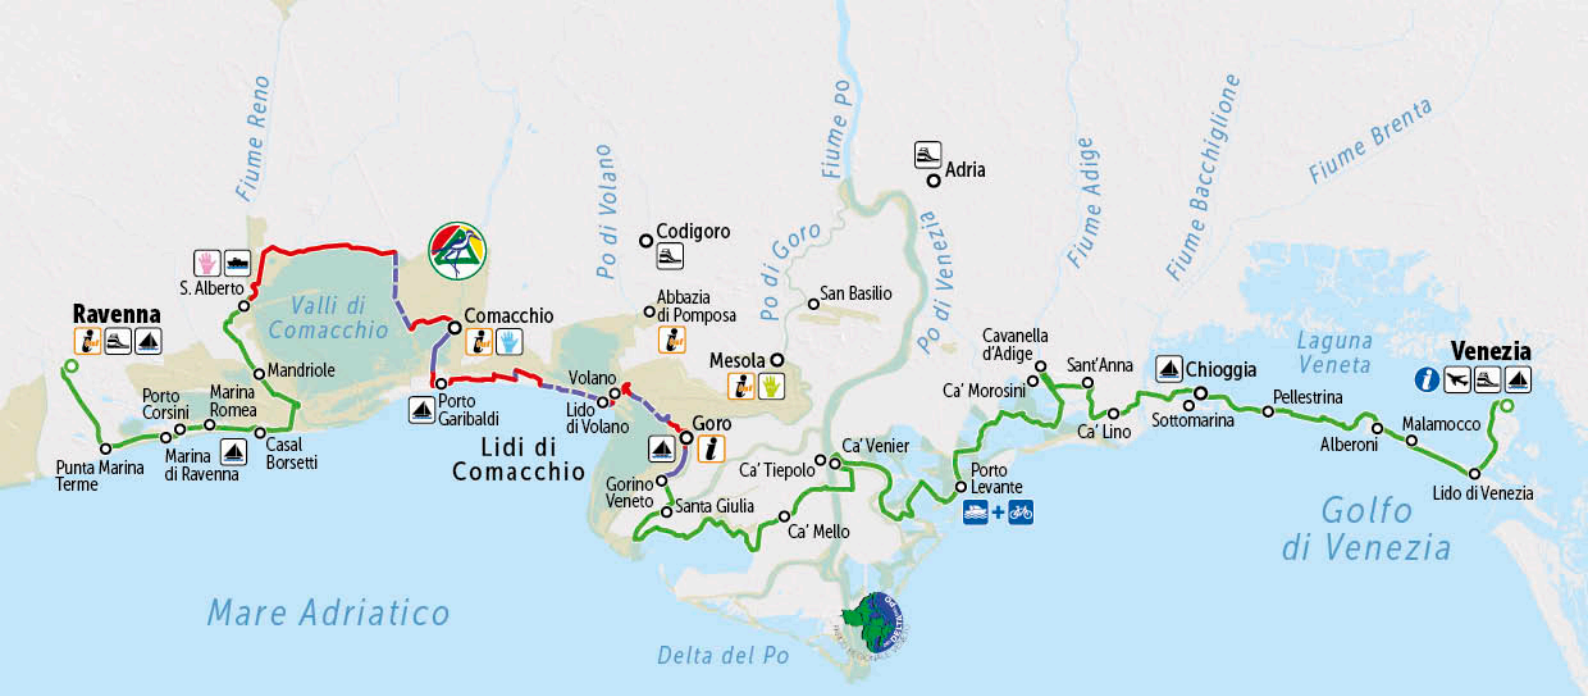 Fiume Reno
Po di Volano
Fiume Po
Adria
Fiume Adige
Fiume Bacchiglione
Fiume Brenta
Codigoro
Po di Goro
Po di Venezia
S. Alberto
Valli di
Comacchio
Ravenna
Comacchio
Abbazia
di Pomposa
San Basilio
Mesola
Cavanella
d'Adige
Sant'Anna
Ca' Morosini
Chioggia
Laguna
Veneta
Venezia
Mandriole
Porto
Corsini
Marina
Romea
Porto
Garibaldi
Volano
Lido
di Volano
Goro
Ca' Lino
Sottomarina
Pellestrina
Alberoni
Malamocco
Punta Marina
Terme
Marina
di Ravenna
Casal
Borsetti
Lidi di
Comacchio
Gorino
Veneto
Santa Giulia
Ca' Tiepolo
Ca' Venier
Ca' Mello
Porto
Levante
+
Lido di Venezia
Golfo
di Venezia
Mare Adriatico
Delta del Po